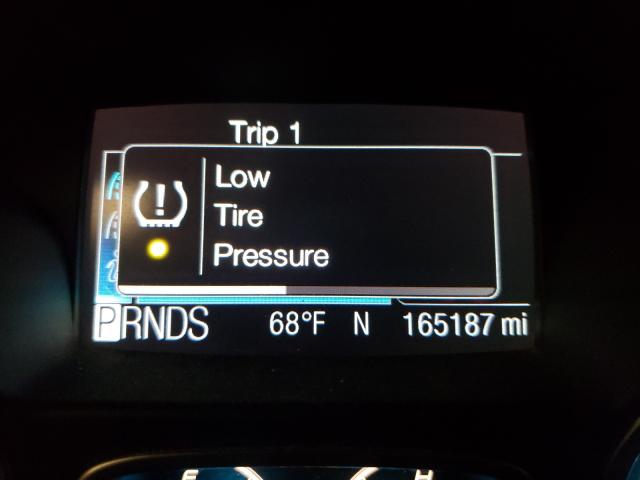 Trip 1
!
Low
Tire
Pressure
PRNDS 68°F N 165187 mi
H